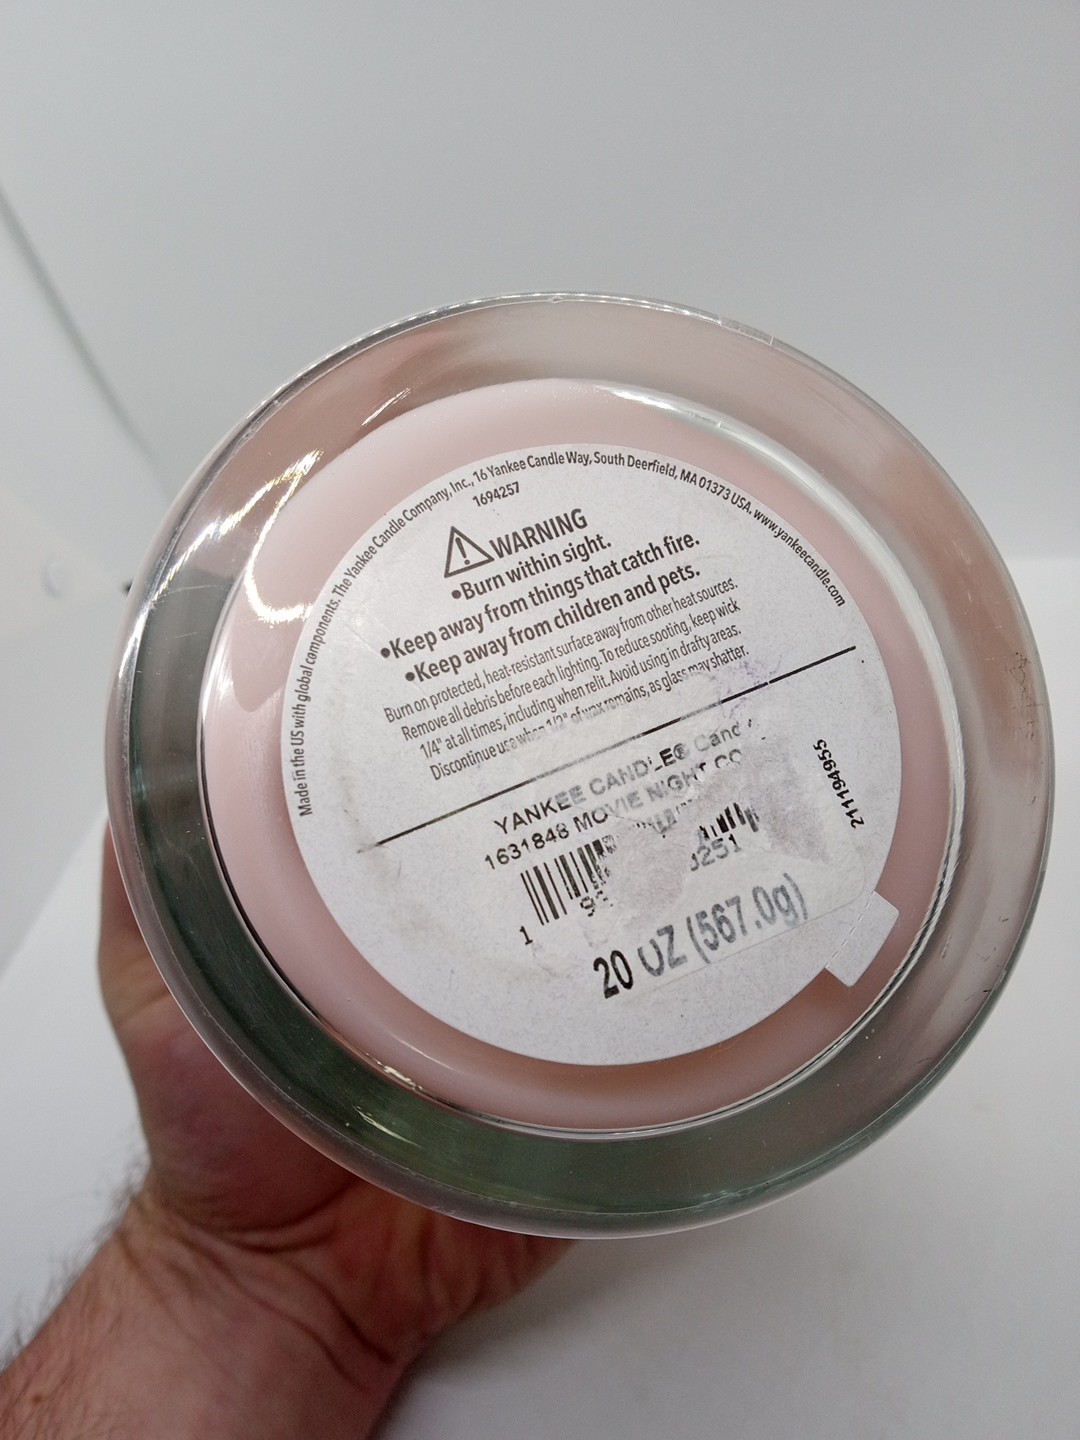 Made in the US with global components. The Yankee Candle Company, Inc., 16 Yankee Candle Way, South Deerfield, MA 01373 USA. www.yankeecandle.com
1694257
WARNING
•Burn within sight.
•Keep away from things that catch fire.
•Keep away from children and pets.
Burn on protected, heat-resistant surface away from other heat sources.
Remove all debris before each lighting. To reduce sooting, keep wick
1/4" at all times, including when relit. Avoid using in drafty areas.
Discontinue use when 1/2" of wax remains, as glass may shatter.
YANKEE CANDLE®
1631848 MOVIE NIGHT
1
20 OZ (567.0g)
211194955